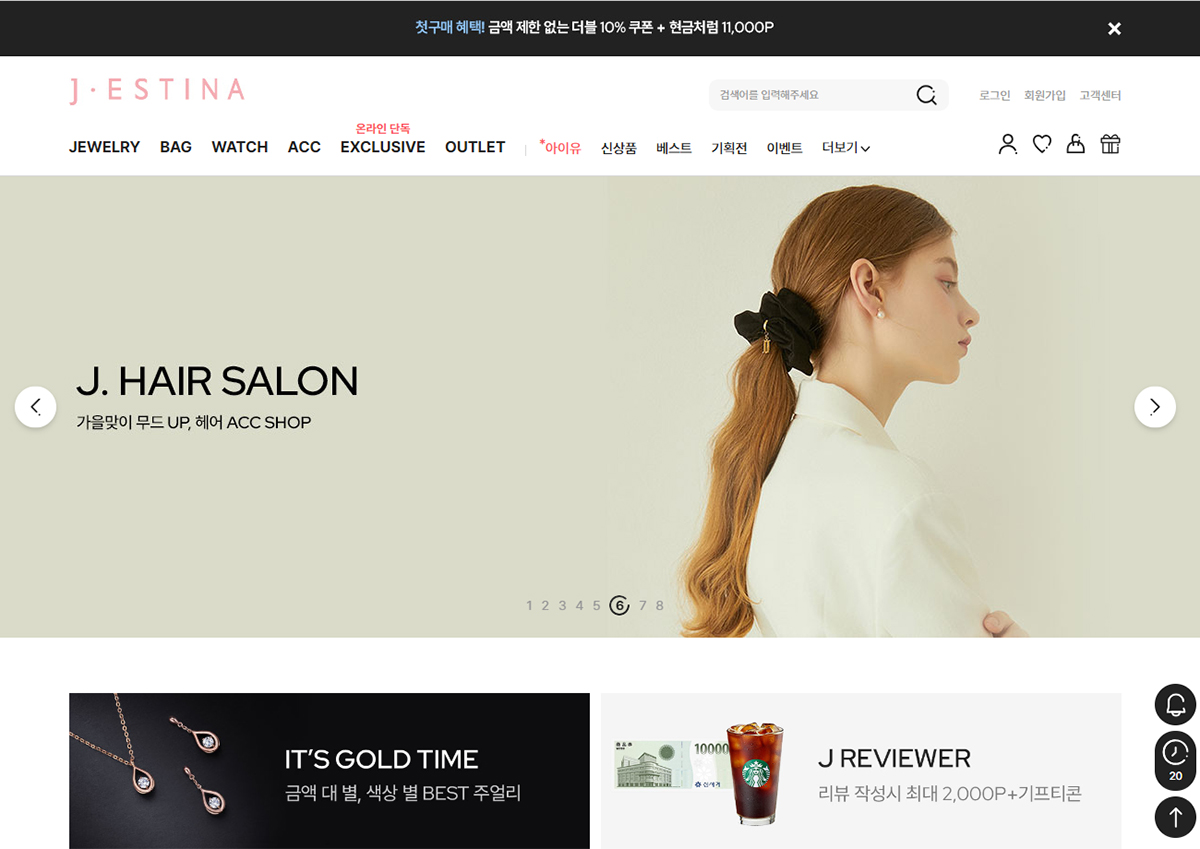 첫구매 혜택! 금액 제한 없는 더블 10% 쿠폰 + 현금처럼 11,000P
J·ESTINA
검색어를 입력해주세요
로그인 회원가입 고객센터
온라인 단독
JEWELRY BAG WATCH ACC EXCLUSIVE OUTLET | *아이유 신상품 베스트 기획전 이벤트 더보기
J. HAIR SALON
가을맞이 무드 UP, 헤어 ACC SHOP
1 2 3 4 5 6 7 8
IT'S GOLD TIME
금액 대 별, 색상 별 BEST 주얼리
10000
신세계
J REVIEWER
리뷰 작성시 최대 2,000P+기프티콘
20